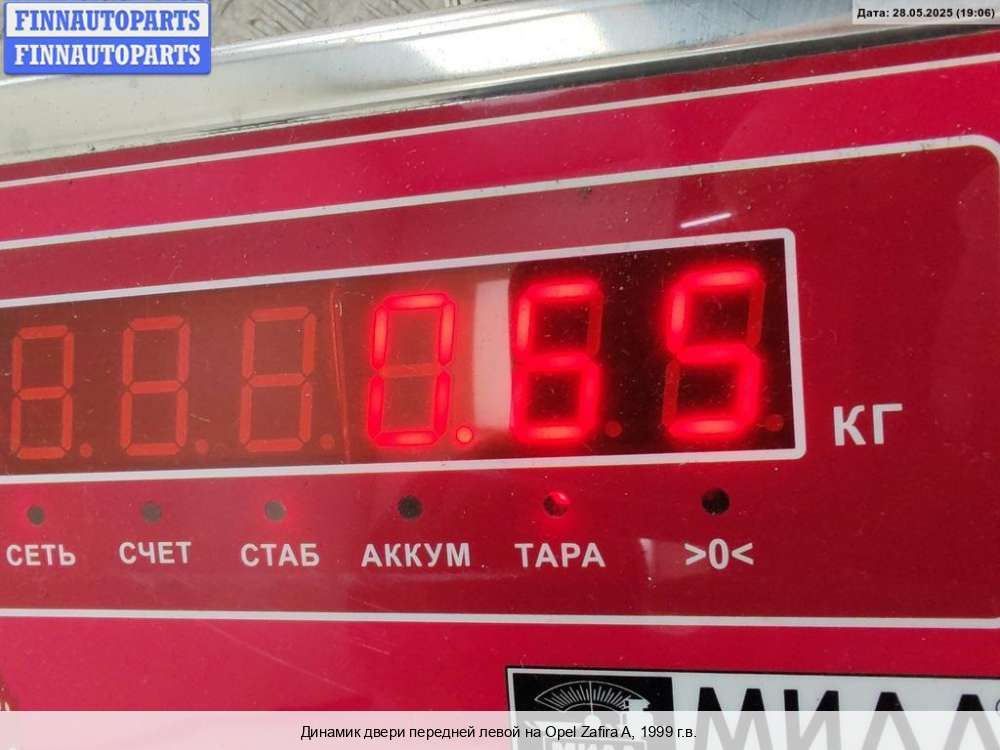 FINNAUTOPARTS
FINNAUTOPARTS
Дата: 28.05.2025 (19:06)
0.65
КГ
СЕТЬ СЧЕТ СТАБ АККУМ ТАРА >0<
Динамик двери передней левой на Opel Zafira A, 1999 г.в.